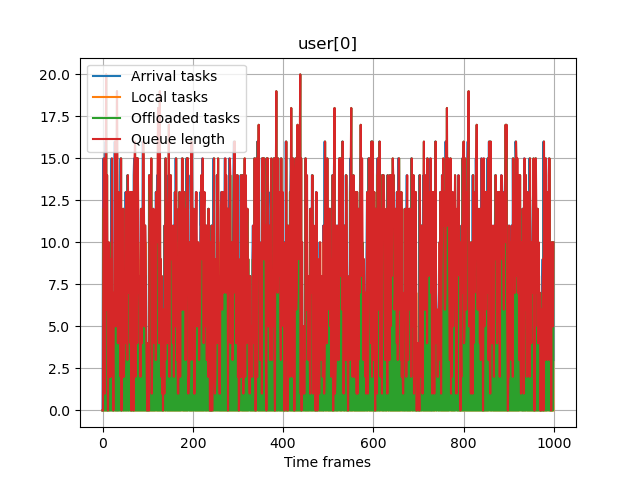 user[0]
Arrival tasks
Local tasks
Offloaded tasks
Queue length
20.0
17.5
15.0
12.5
10.0
7.5
5.0
2.5
0.0
0 200 400 600 800 1000
Time frames